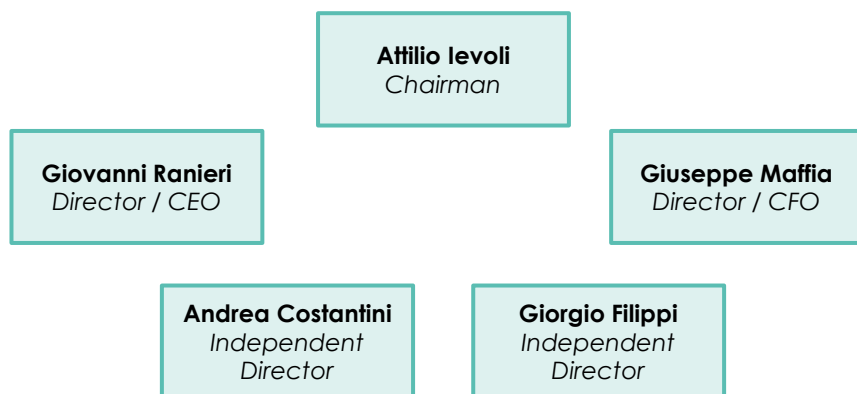 Attilio Ievoli
Chairman
Giovanni Ranieri
Director / CEO
Giuseppe Maffia
Director / CFO
Andrea Costantini
Independent
Director
Giorgio Filippi
Independent
Director